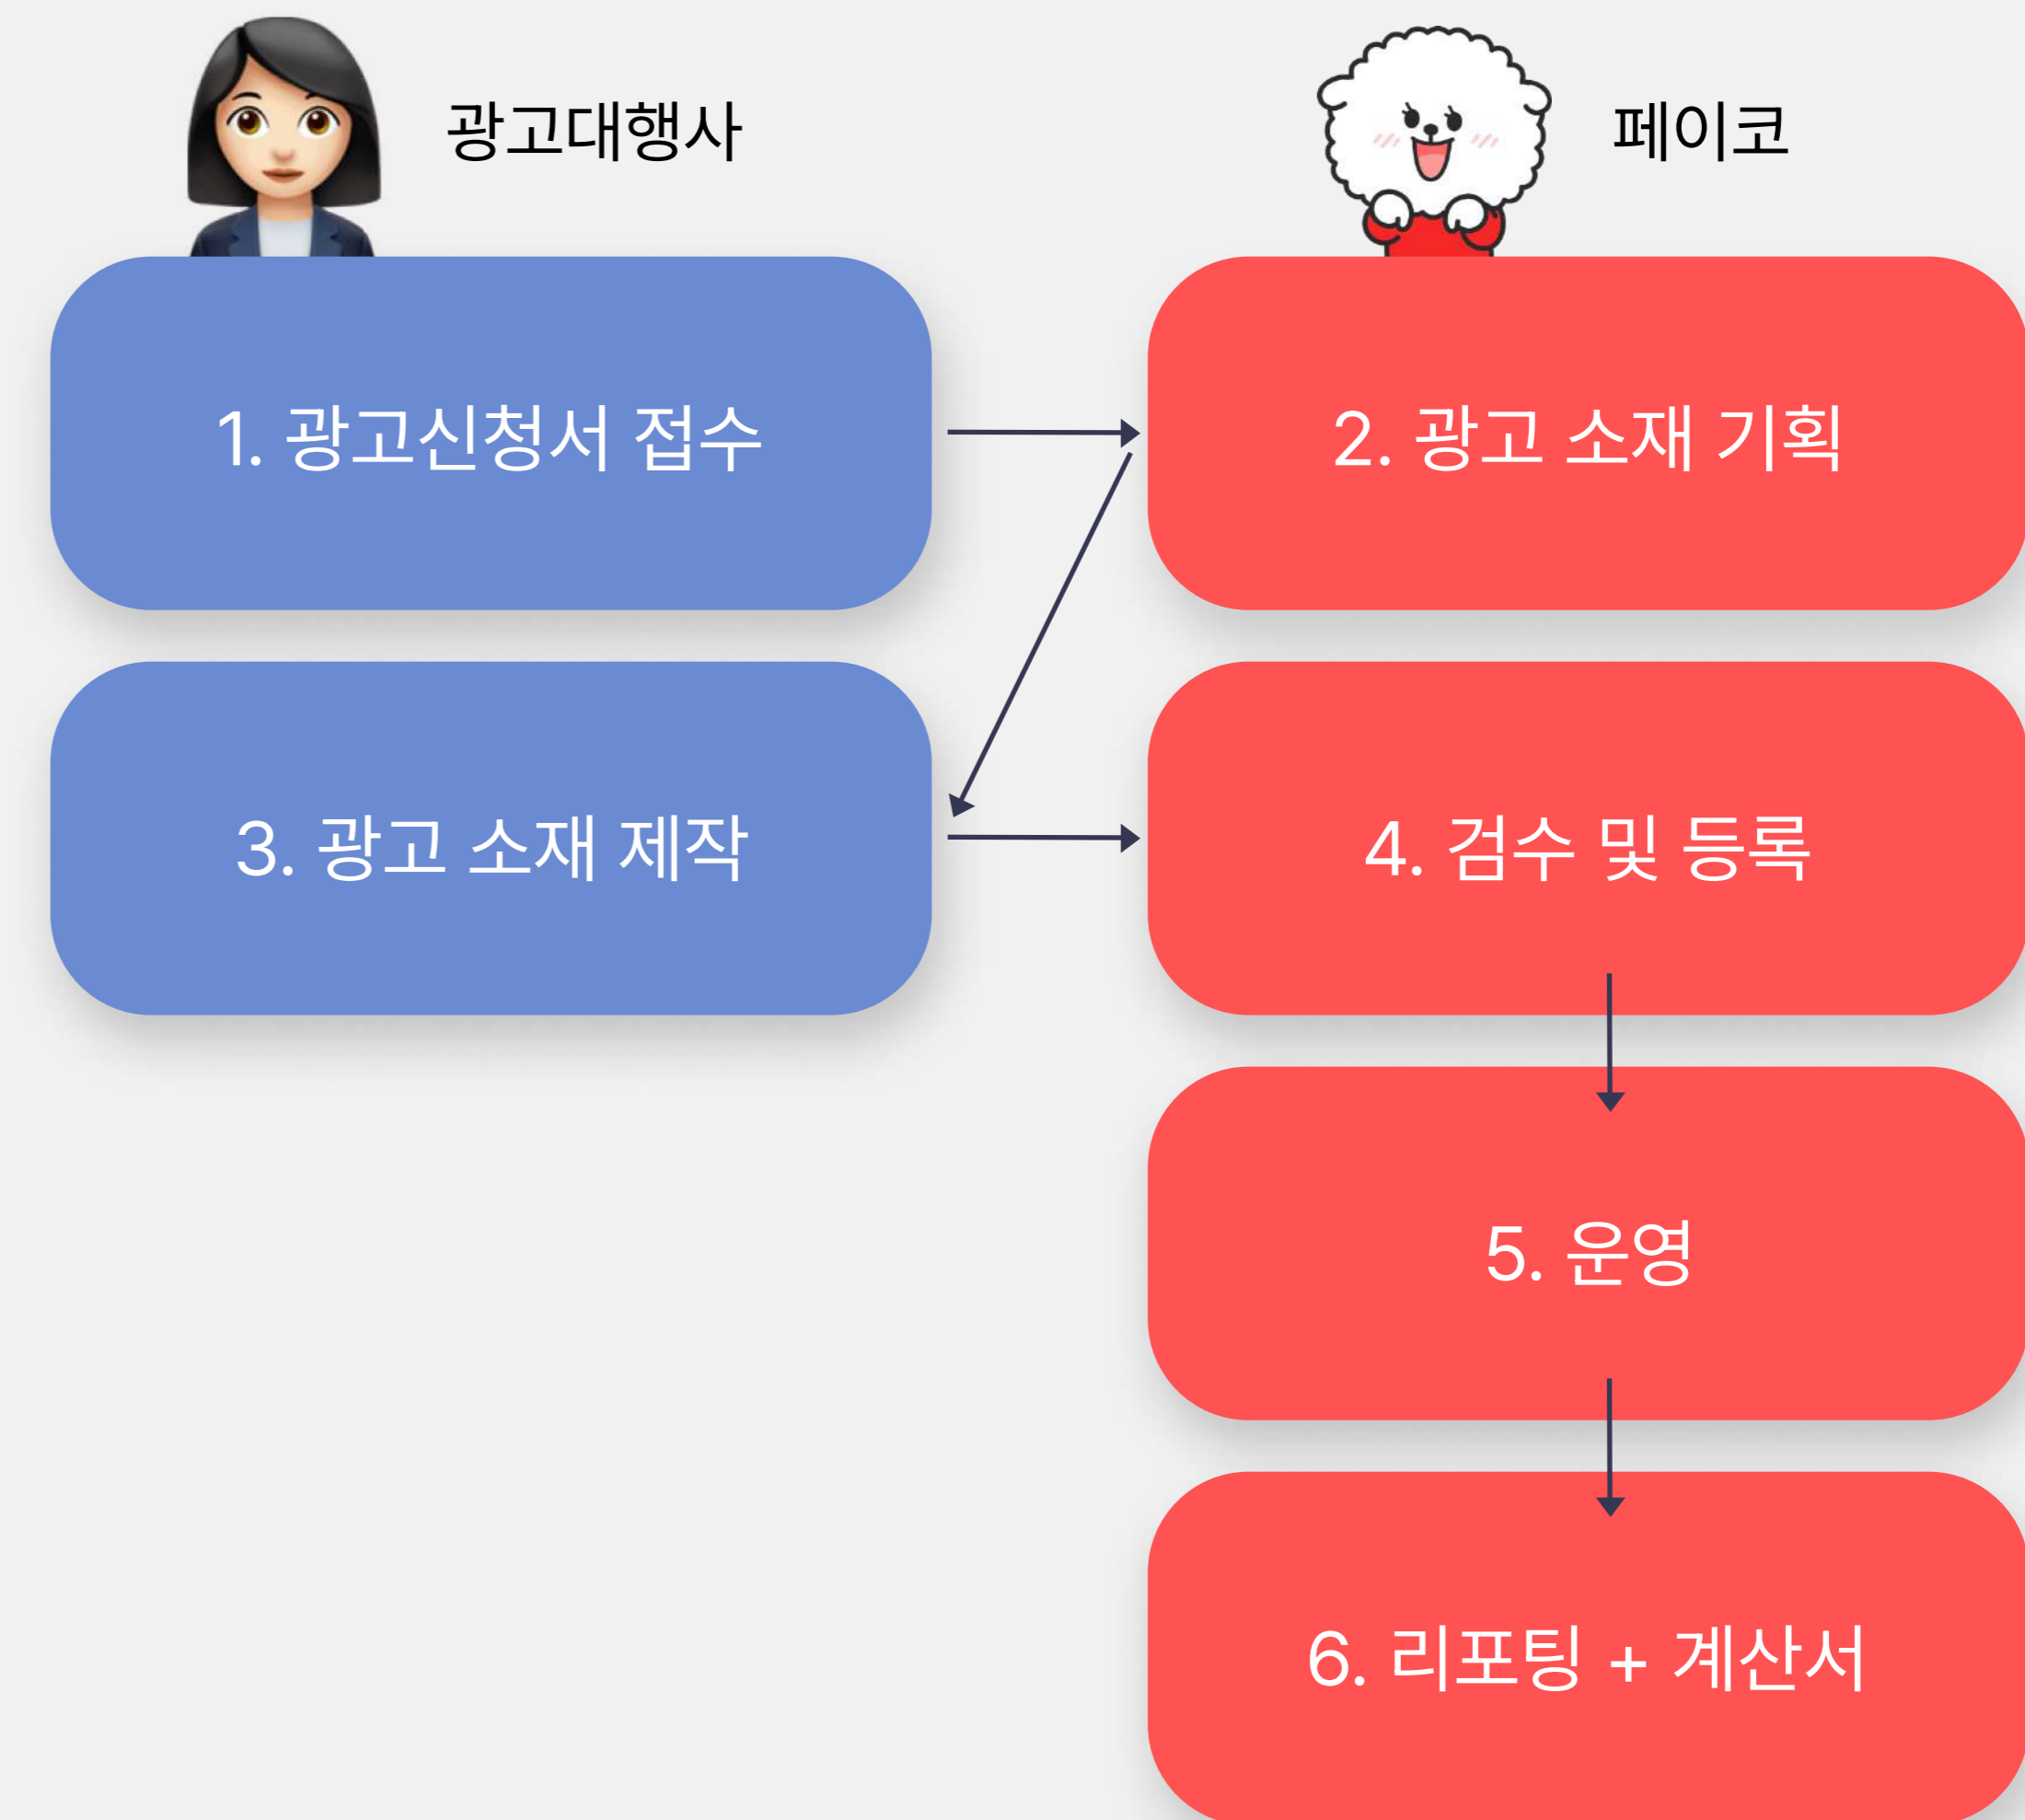 광고대행사
페이코
1. 광고신청서 접수
2. 광고 소재 기획
3. 광고 소재 제작
4. 검수 및 등록
5. 운영
6. 리포팅 + 계산서